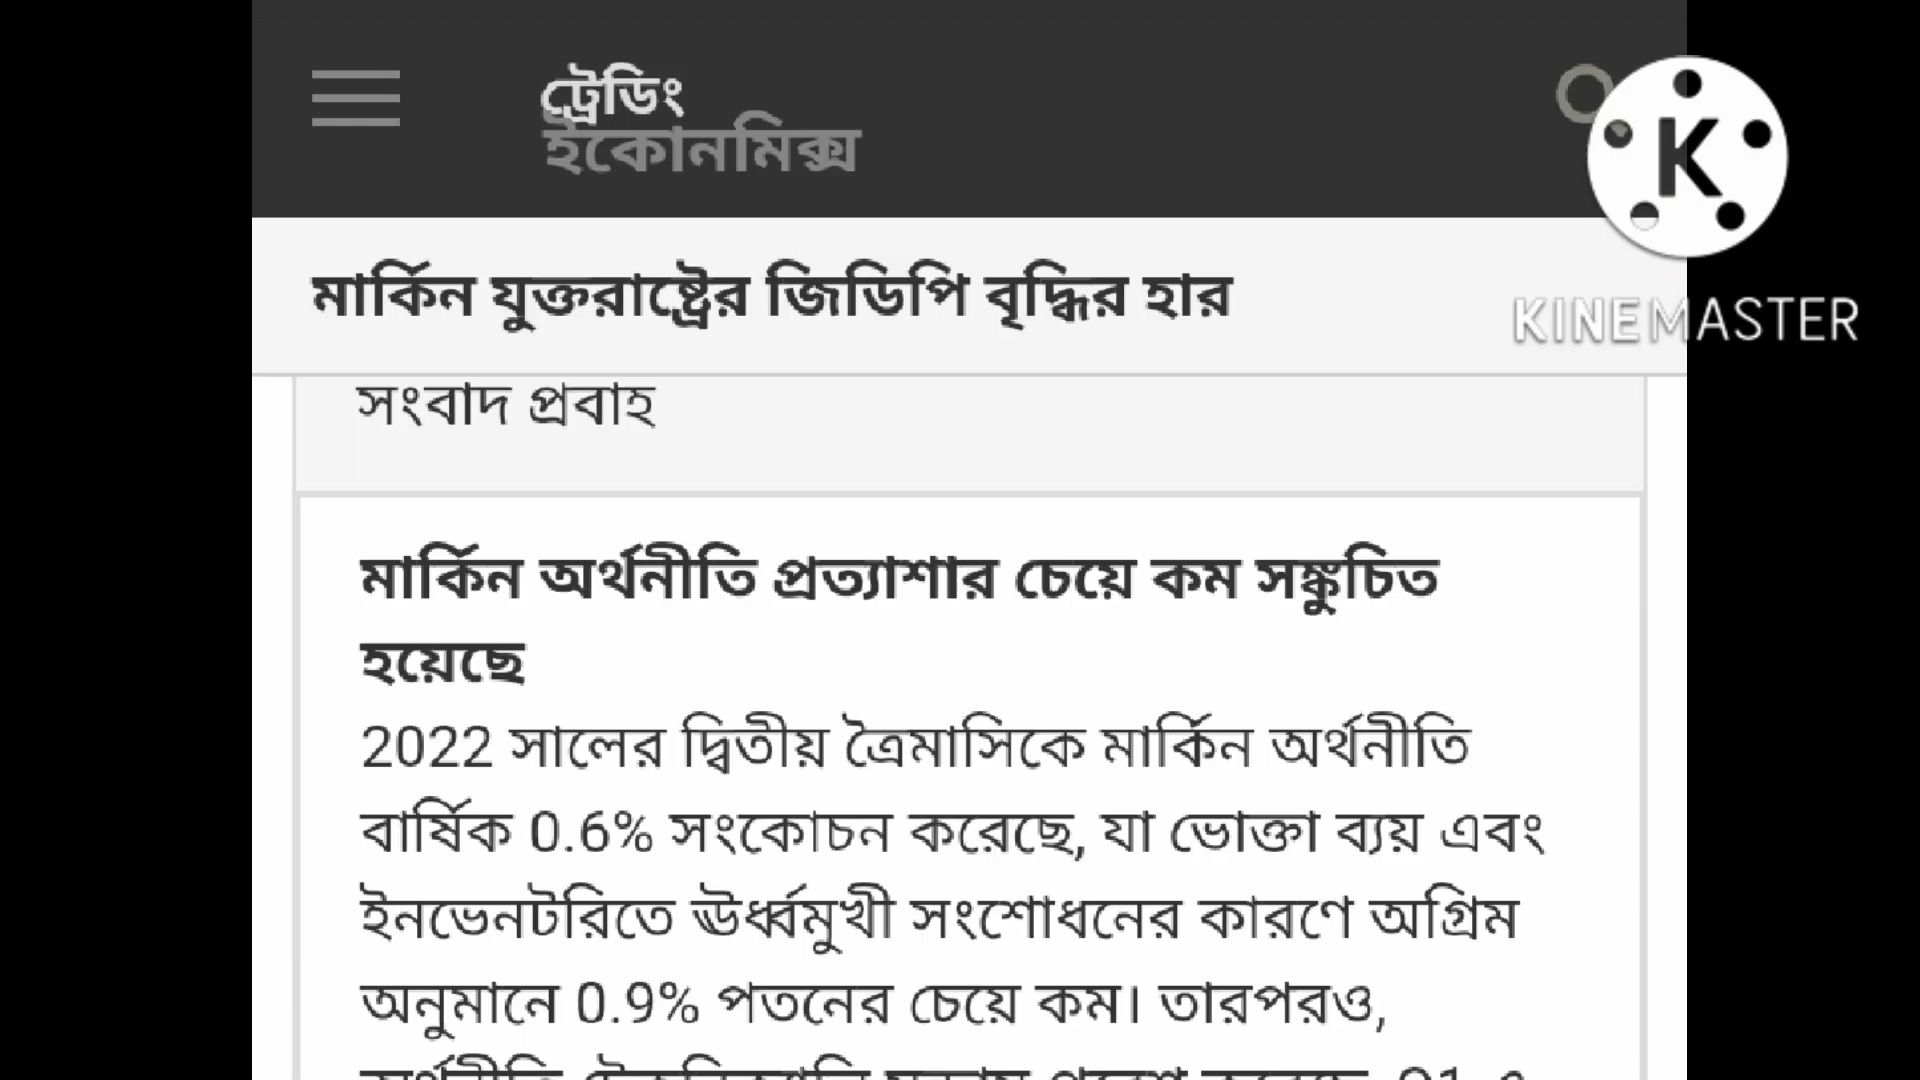 ট্রেডিং
ইকোনমিক্স
মার্কিন যুক্তরাষ্ট্রের জিডিপি বৃদ্ধির হার
KINEMASTER
সংবাদ প্রবাহ
মার্কিন অর্থনীতি প্রত্যাশার চেয়ে কম সঙ্কুচিত
হয়েছে
2022 সালের দ্বিতীয় ত্রৈমাসিকে মার্কিন অর্থনীতি
বার্ষিক 0.6% সংকোচন করেছে, যা ভোক্তা ব্যয় এবং
ইনভেনটরিতে ঊর্ধ্বমুখী সংশোধনের কারণে অগ্রিম
অনুমানে 0.9% পতনের চেয়ে কম। তারপরও,